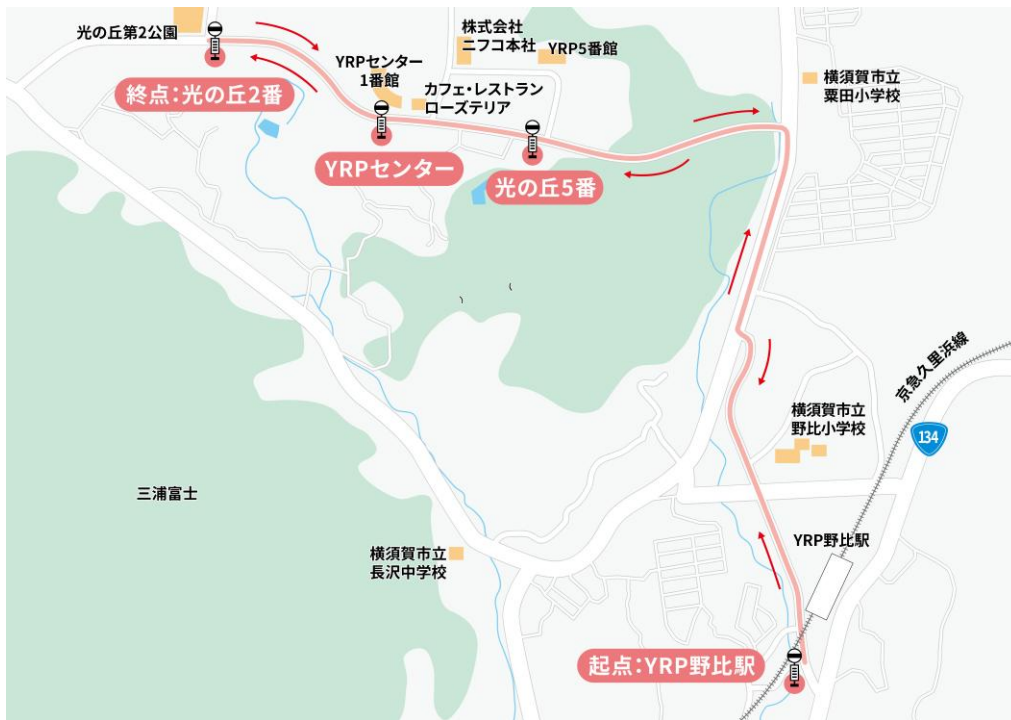 光の丘第2公園
終点:光の丘2番
YRPセンター
1番館
株式会社
ニフコ本社
YRP5番館
カフェ・レストラン
ローズテリア
YRPセンター
光の丘5番
横須賀市立
粟田小学校
京急久里浜線
134
横須賀市立
野比小学校
三浦富士
横須賀市立
長沢中学校
YRP野比駅
起点:YRP野比駅